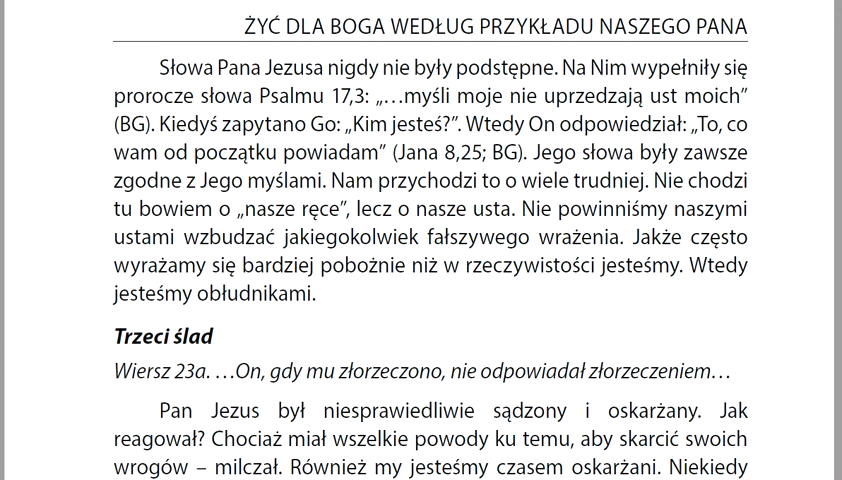 ŻYĆ DLA BOGA WEDŁUG PRZYKŁADU NASZEGO PANA
Słowa Pana Jezusa nigdy nie były podstępne. Na Nim wypełniły się
prorocze słowa Psalmu 17,3: „…myśli moje nie uprzedzają ust moich”
(BG). Kiedyś zapytano Go: „Kim jesteś?”. Wtedy On odpowiedział: „To, co
wam od początku powiadam” (Jana 8,25; BG). Jego słowa były zawsze
zgodne z Jego myślami. Nam przychodzi to o wiele trudniej. Nie chodzi
tu bowiem o „nasze ręce”, lecz o nasze usta. Nie powinniśmy naszymi
ustami wzbudzać jakiegokolwiek fałszywego wrażenia. Jakże często
wyrażamy się bardziej pobożnie niż w rzeczywistości jesteśmy. Wtedy
jesteśmy obłudnikami.
Trzeci ślad
Wiersz 23a. …On, gdy mu złorzeczono, nie odpowiadał złorzeczeniem…
Pan Jezus był niesprawiedliwie sądzony i oskarżany. Jak
reagował? Chociaż miał wszelkie powody ku temu, aby skarcić swoich
wrogów – milczał. Również my jesteśmy czasem oskarżani. Niekiedy